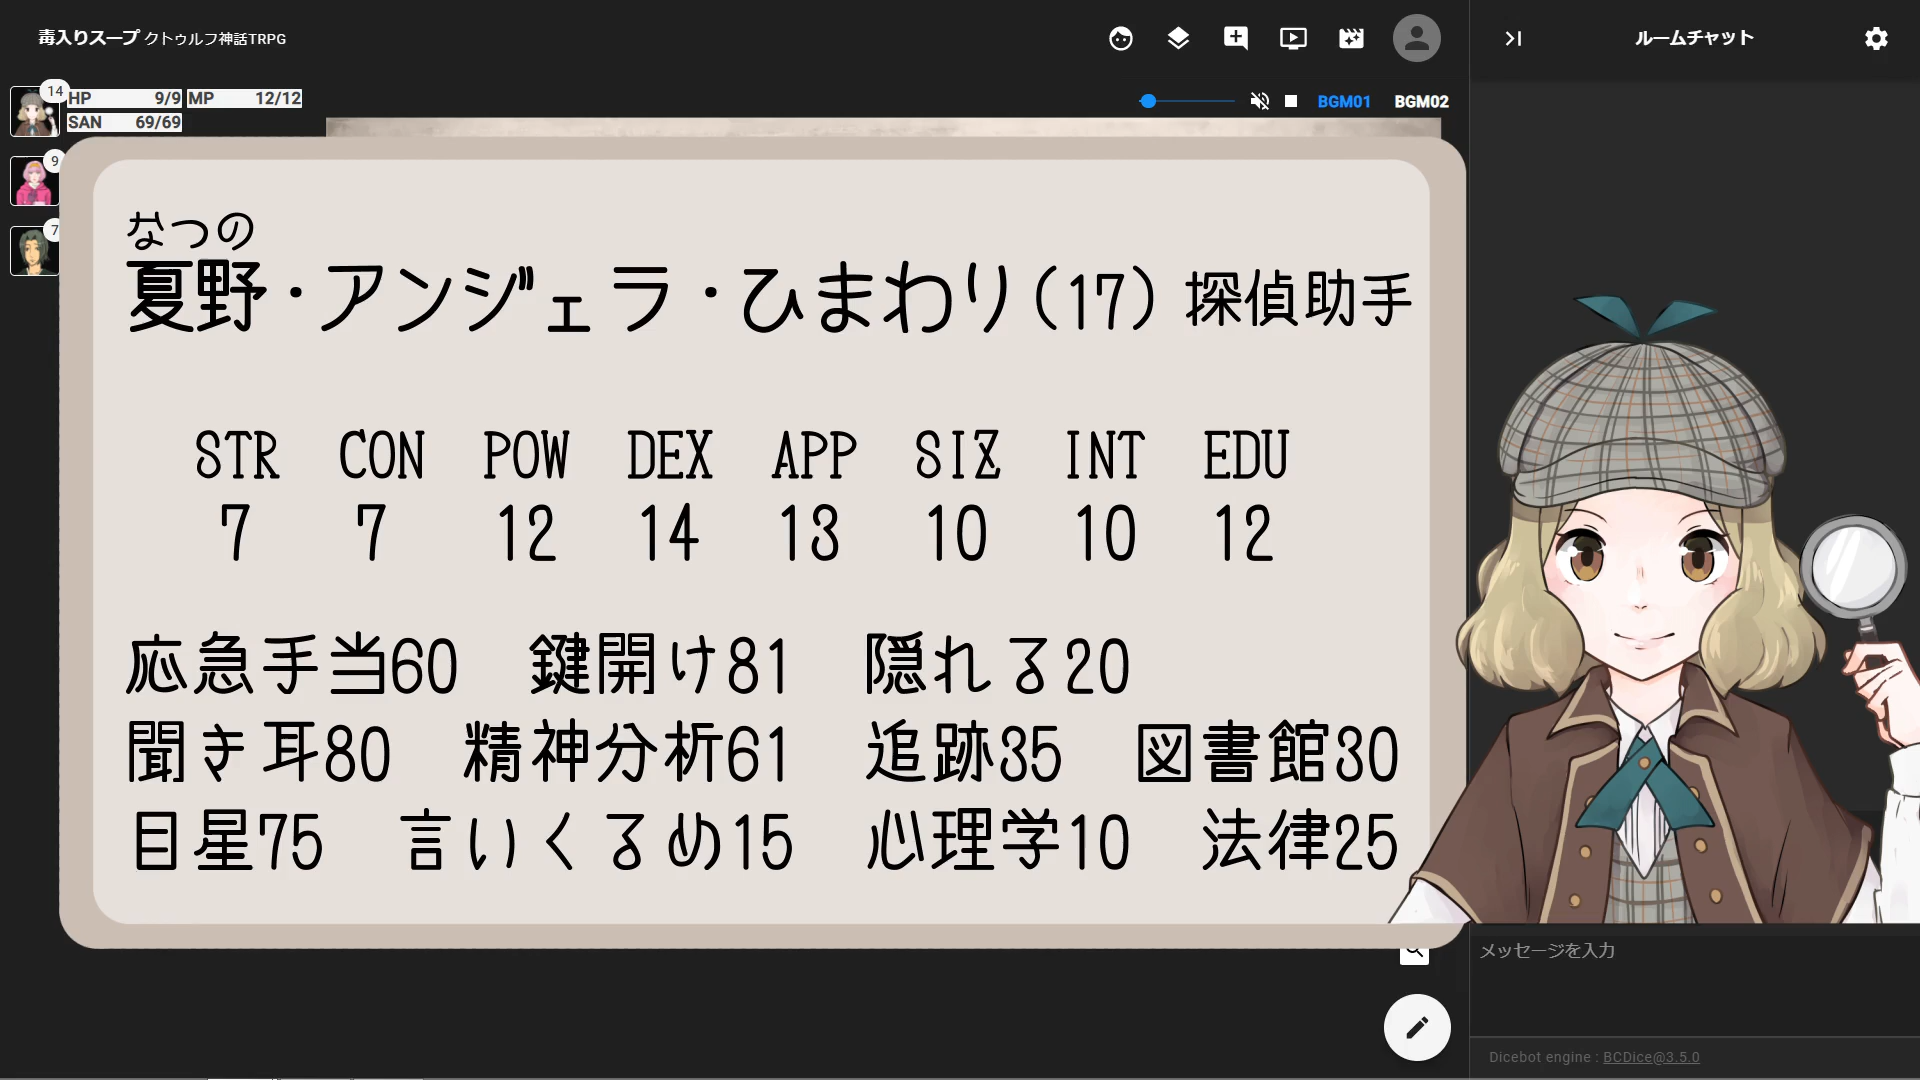 毒入りスープ クトゥルフ神話TRPG
ルームチャット
BGM01 BGM02
14
HP 9/9 MP 12/12
SAN 69/69
9
7
なつの
夏野・アンジェラ・ひまわり(17) 探偵助手
STR CON POW DEX APP SIZ INT EDU
7 7 12 14 13 10 10 12
応急手当60 鍵開け81 隠れる20
聞き耳80 精神分析61 追跡35 図書館30
目星75 言いくるめ15 心理学10 法律25
メッセージを入力
Dicebot engine : BCDice@3.5.0